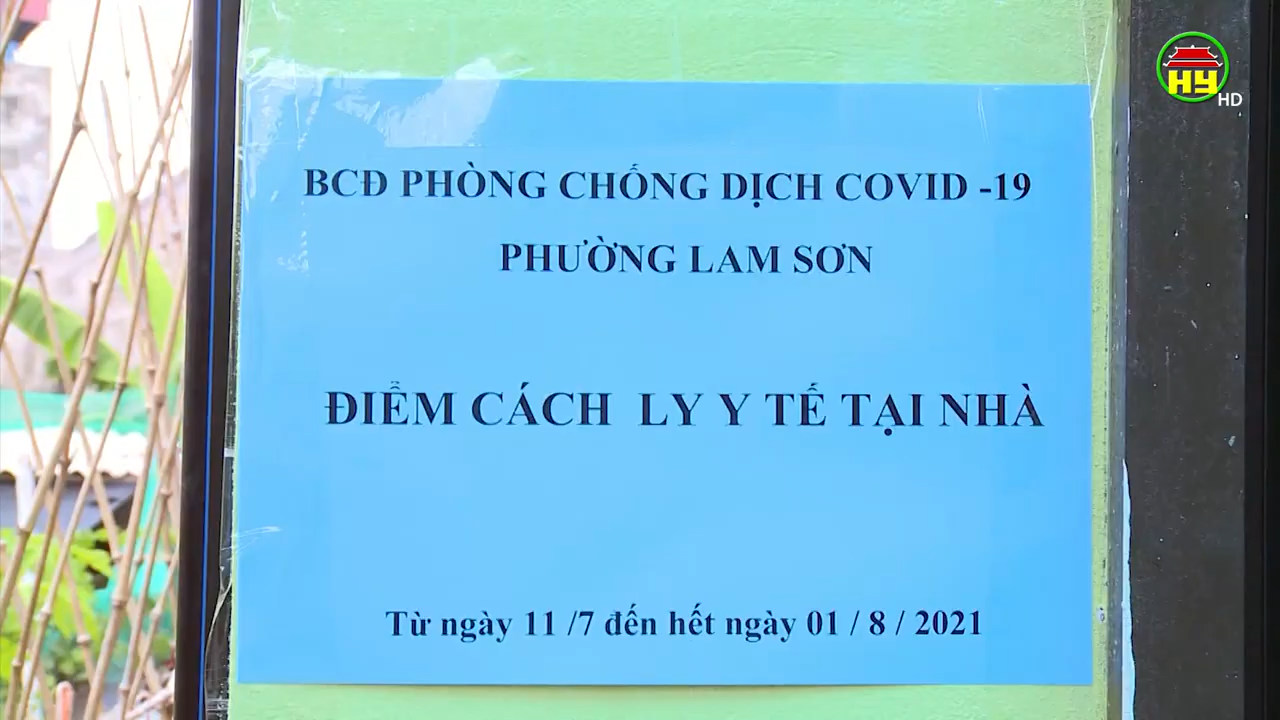 HY HD
BCĐ PHÒNG CHỐNG DỊCH COVID -19
PHƯỜNG LAM SƠN
ĐIỂM CÁCH LY Y TẾ TẠI NHÀ
Từ ngày 11 /7 đến hết ngày 01 / 8 / 2021